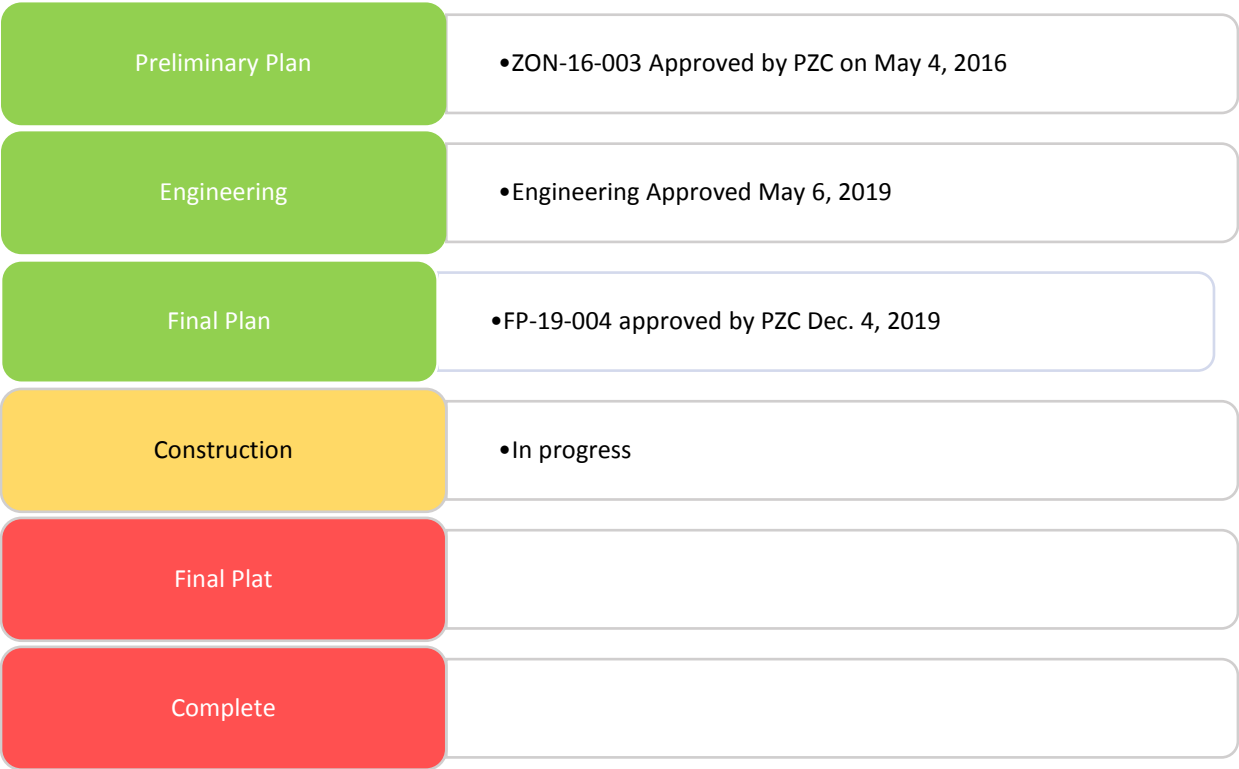 Preliminary Plan
•ZON-16-003 Approved by PZC on May 4, 2016
Engineering
•Engineering Approved May 6, 2019
Final Plan
•FP-19-004 approved by PZC Dec. 4, 2019
Construction
•In progress
Final Plat
Complete